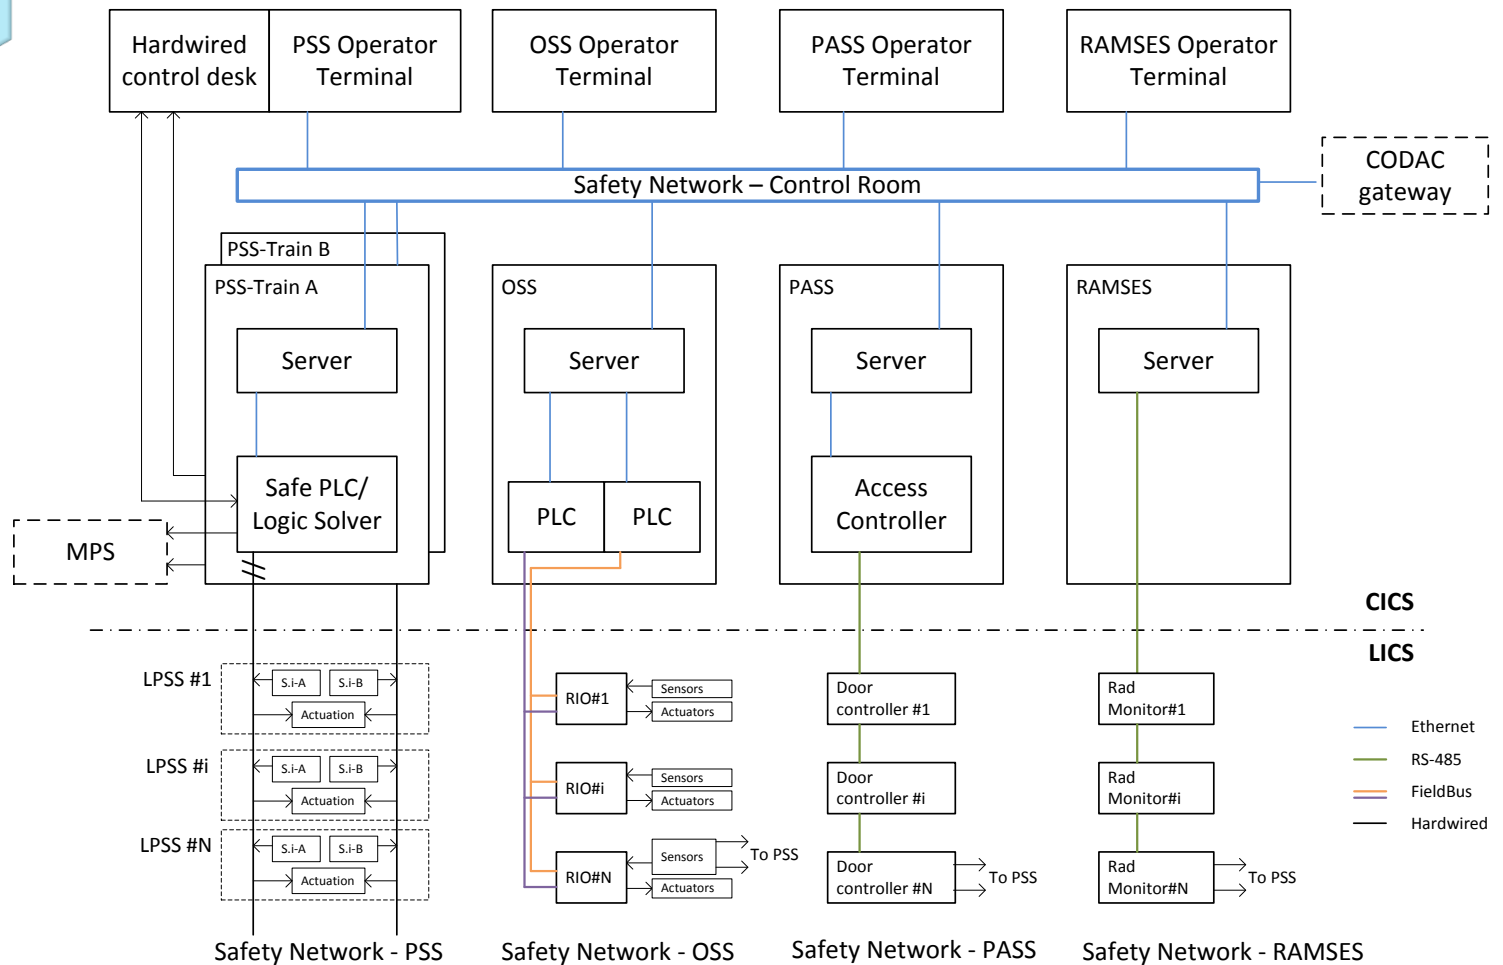 Hardwired
control desk
PSS Operator
Terminal
OSS Operator
Terminal
PASS Operator
Terminal
RAMSES Operator
Terminal
CODAC
gateway
Safety Network – Control Room
PSS-Train B
PSS-Train A
OSS
PASS
RAMSES
Server
Server
Server
Server
Safe PLC/
Logic Solver
PLC
PLC
Access
Controller
MPS
CICS
LICS
LPSS #1
S.i-A
S.i-B
Actuation
RIO#1
Sensors
Actuators
Door
controller #1
Rad
Monitor#1
Ethernet
RS-485
FieldBus
Hardwired
LPSS #i
S.i-A
S.i-B
Actuation
RIO#i
Sensors
Actuators
Door
controller #i
Rad
Monitor#i
LPSS #N
S.i-A
S.i-B
Actuation
RIO#N
Sensors
Actuators
To PSS
Door
controller #N
To PSS
Rad
Monitor#N
To PSS
Safety Network - PSS
Safety Network - OSS
Safety Network - PASS
Safety Network - RAMSES